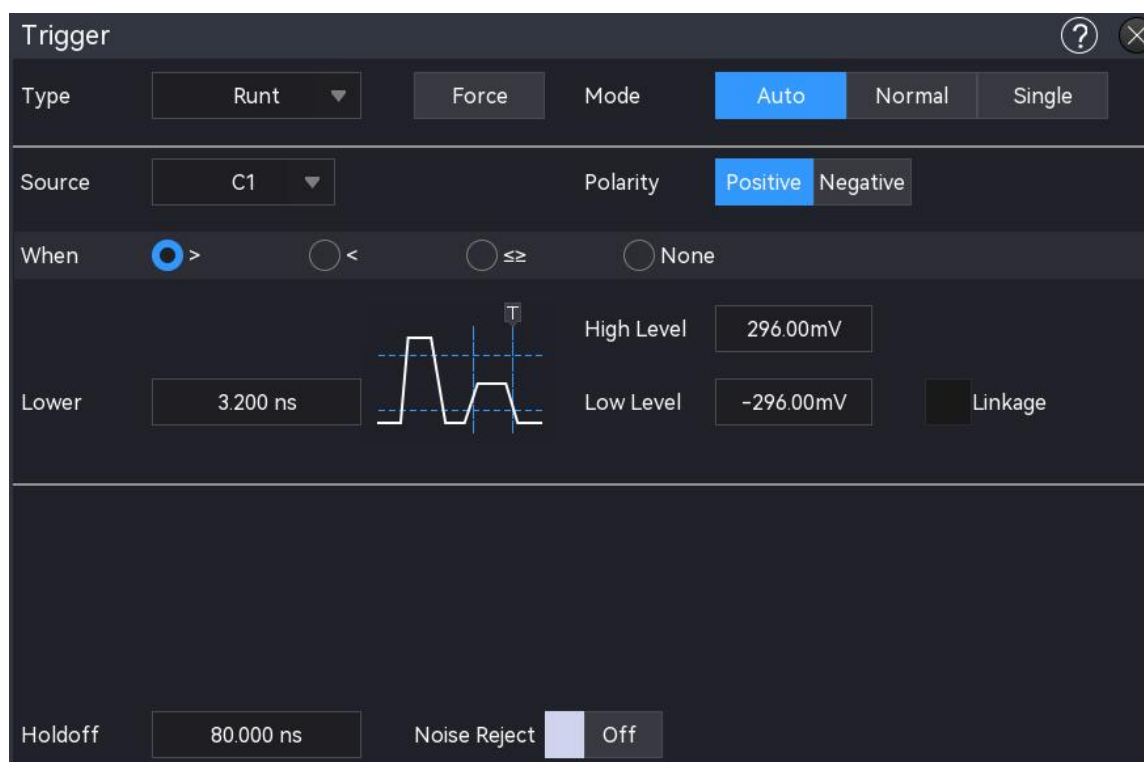 Trigger ?
Type Runt Force Mode Auto Normal Single
Source C1 Polarity Positive Negative
When > < ≤≥ None
T
High Level 296.00mV
Lower 3.200 ns Low Level -296.00mV Linkage
Holdoff 80.000 ns Noise Reject Off